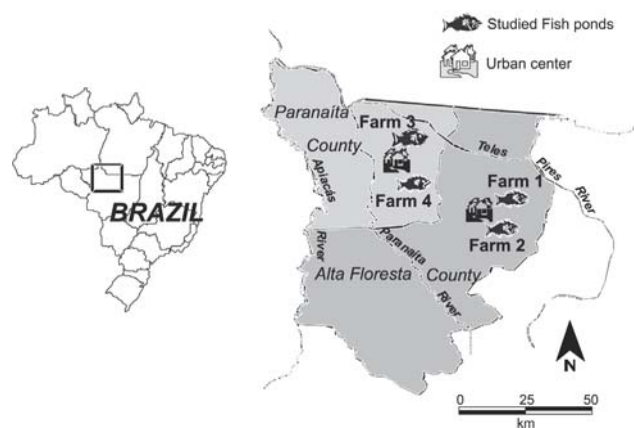 Studied Fish ponds
Urban center
Paranaíta
County
Farm 3
Farm 4
Apiacás
River
Teles
Pires
River
Farm 1
Farm 2
Paranaíta
River
Alta Floresta
County
BRAZIL
N
0 25 50
km